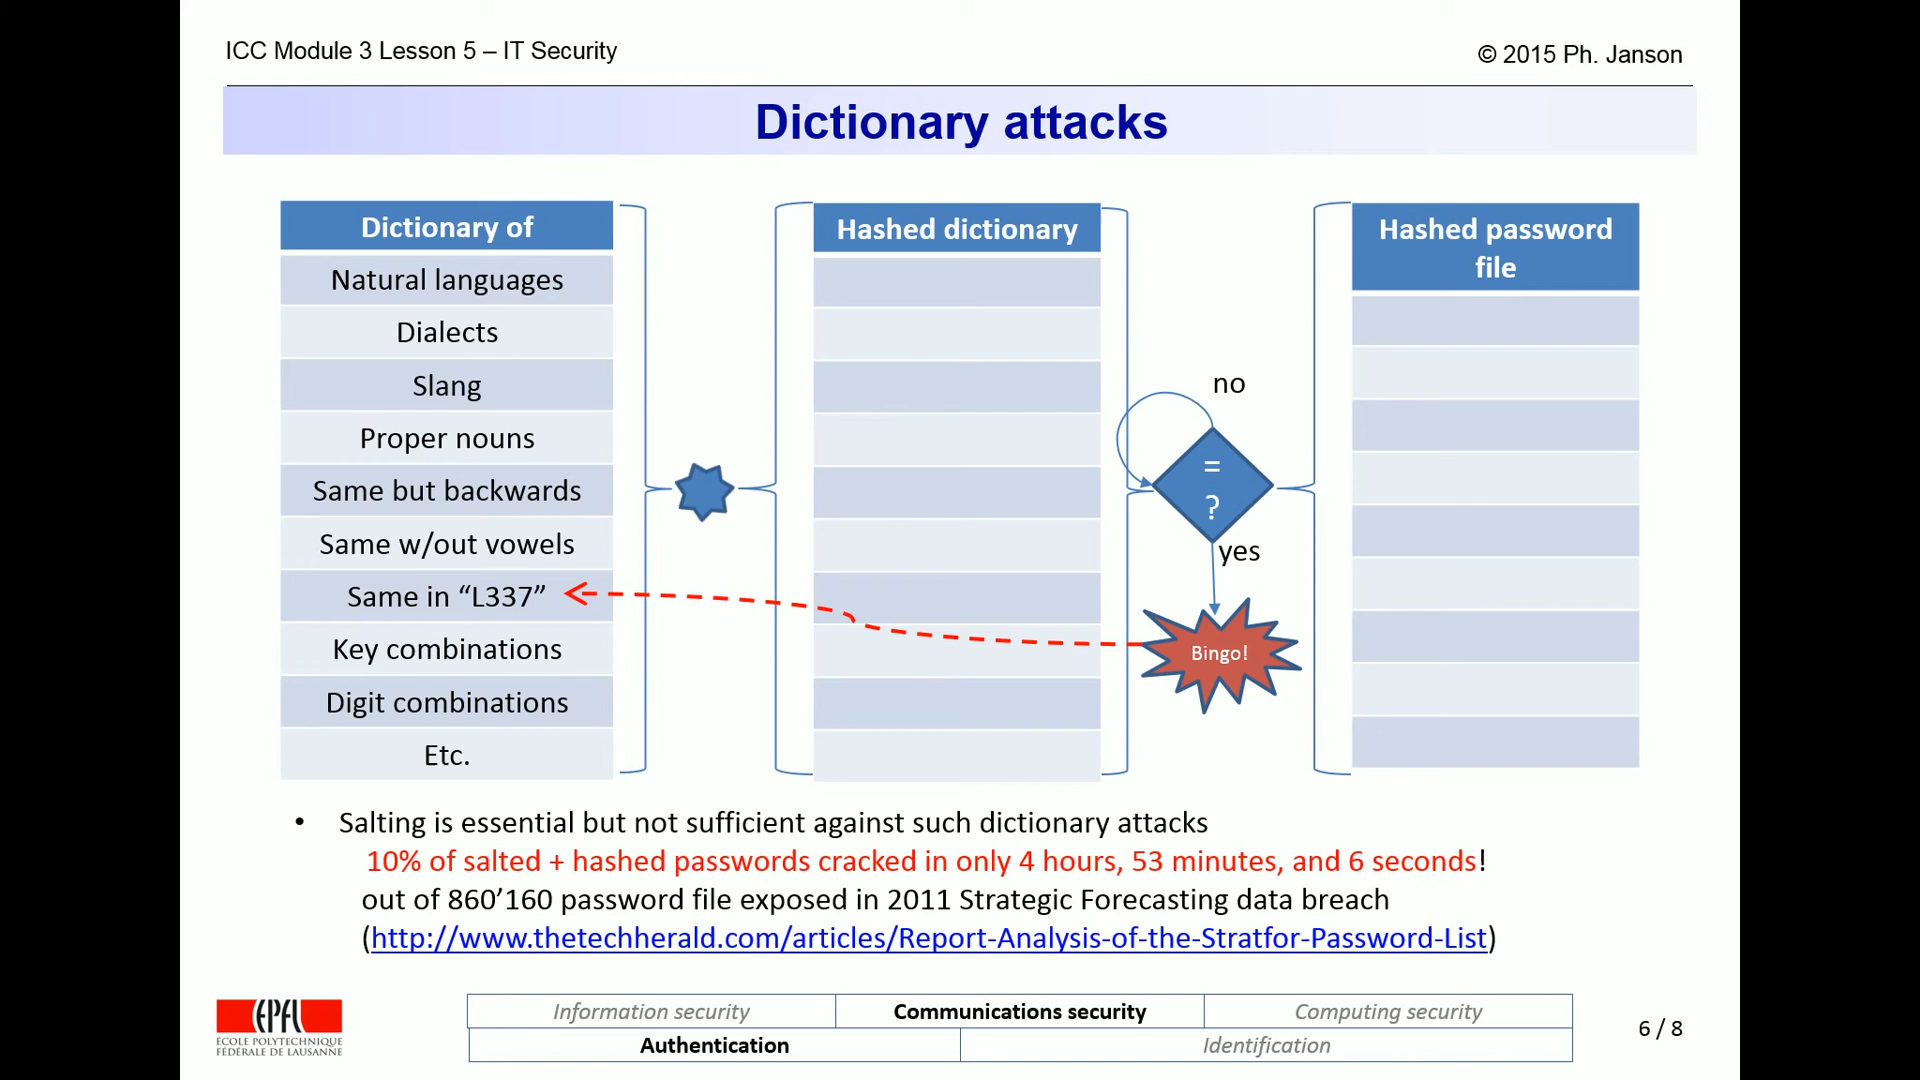 ICC Module 3 Lesson 5 – IT Security
© 2015 Ph. Janson
Dictionary attacks
Dictionary of
Natural languages
Dialects
Slang
Proper nouns
Same but backwards
Same w/out vowels
Same in “L337”
Key combinations
Digit combinations
Etc.
Hashed dictionary
no
=
?
yes
Bingo!
Hashed password
file
• Salting is essential but not sufficient against such dictionary attacks
10% of salted + hashed passwords cracked in only 4 hours, 53 minutes, and 6 seconds!
out of 860’160 password file exposed in 2011 Strategic Forecasting data breach
(http://www.thetechherald.com/articles/Report-Analysis-of-the-Stratfor-Password-List)
EPFL
ÉCOLE POLYTECHNIQUE
FÉDÉRALE DE LAUSANNE
Information security
Communications security
Computing security
Authentication
Identification
6 / 8